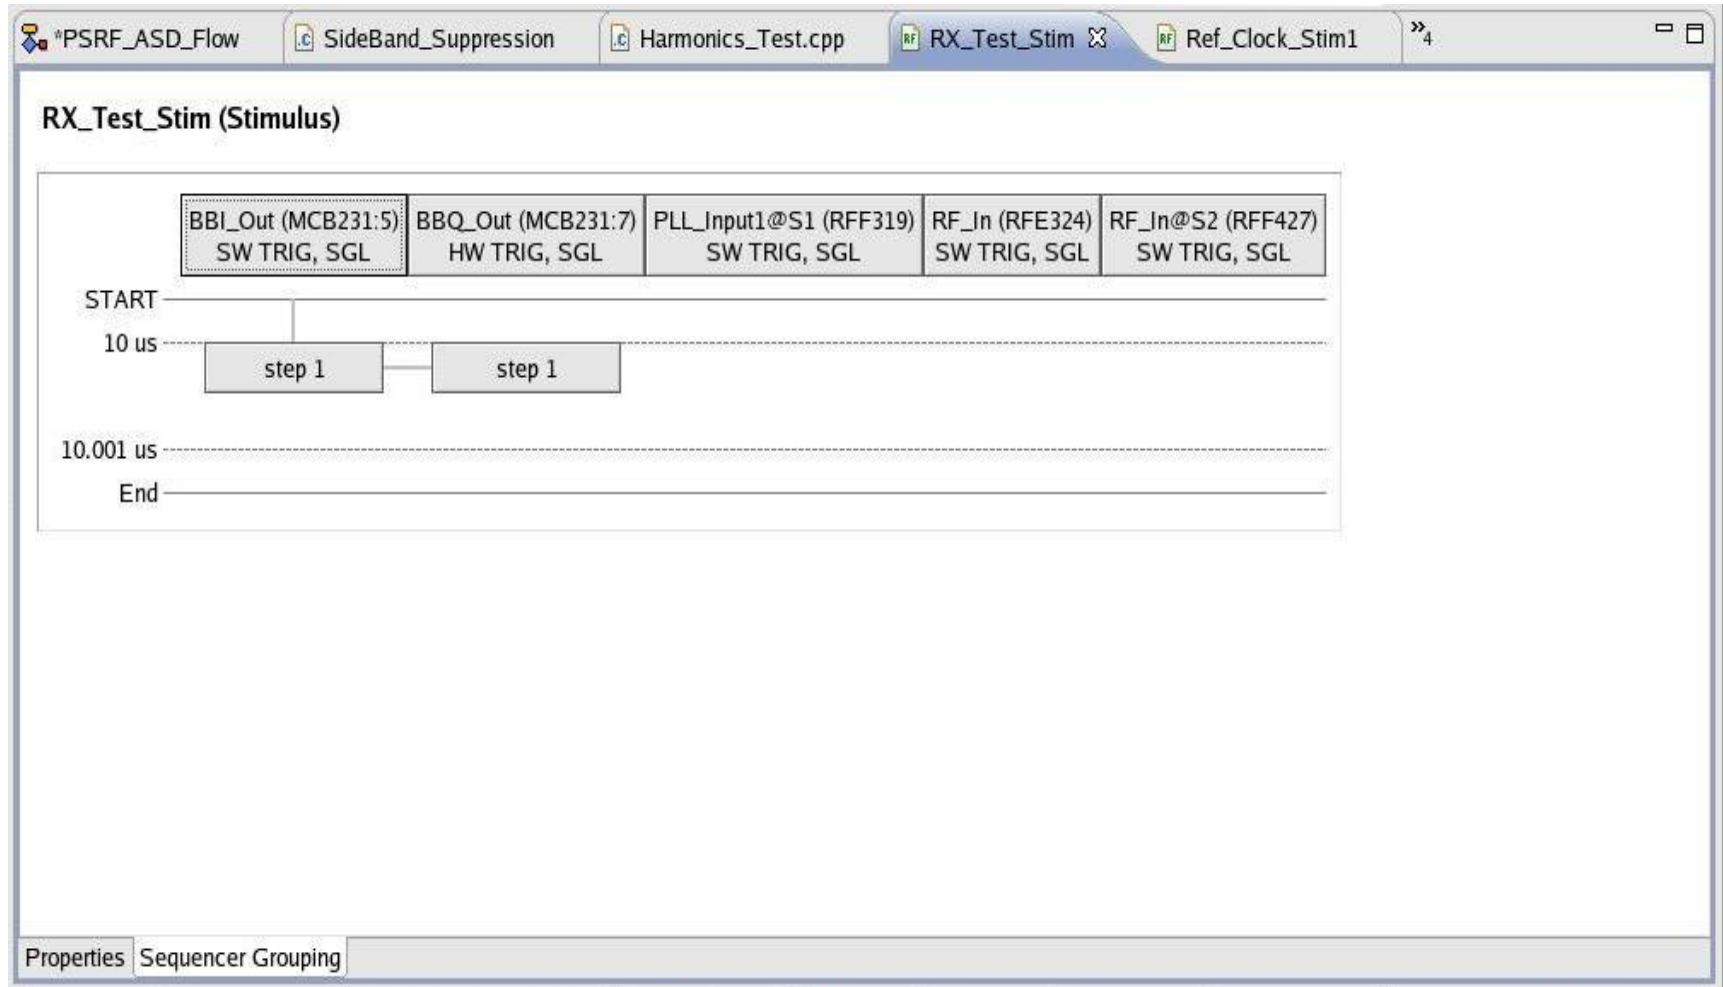 *PSRF_ASD_Flow SideBand_Suppression Harmonics_Test.cpp RX_Test_Stim Ref_Clock_Stim1 »4
RX_Test_Stim (Stimulus)
BBI_Out (MCB231:5) BBQ_Out (MCB231:7) PLL_Input1@S1 (RFF319) RF_In (RFE324) RF_In@S2 (RFF427)
SW TRIG, SGL HW TRIG, SGL SW TRIG, SGL SW TRIG, SGL SW TRIG, SGL
START
10 us
step 1 step 1
10.001 us
End
Properties Sequencer Grouping